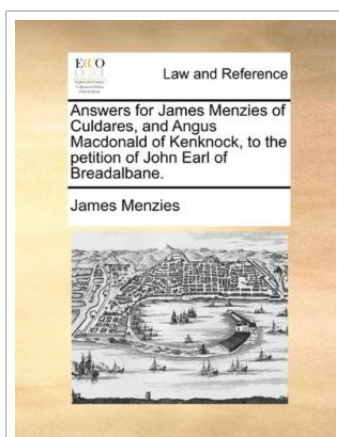 ECCO
Law and Reference
Answers for James Menzies of
Culdares, and Angus
Macdonald of Kenknock, to the
petition of John Earl of
Breadalbane.
James Menzies